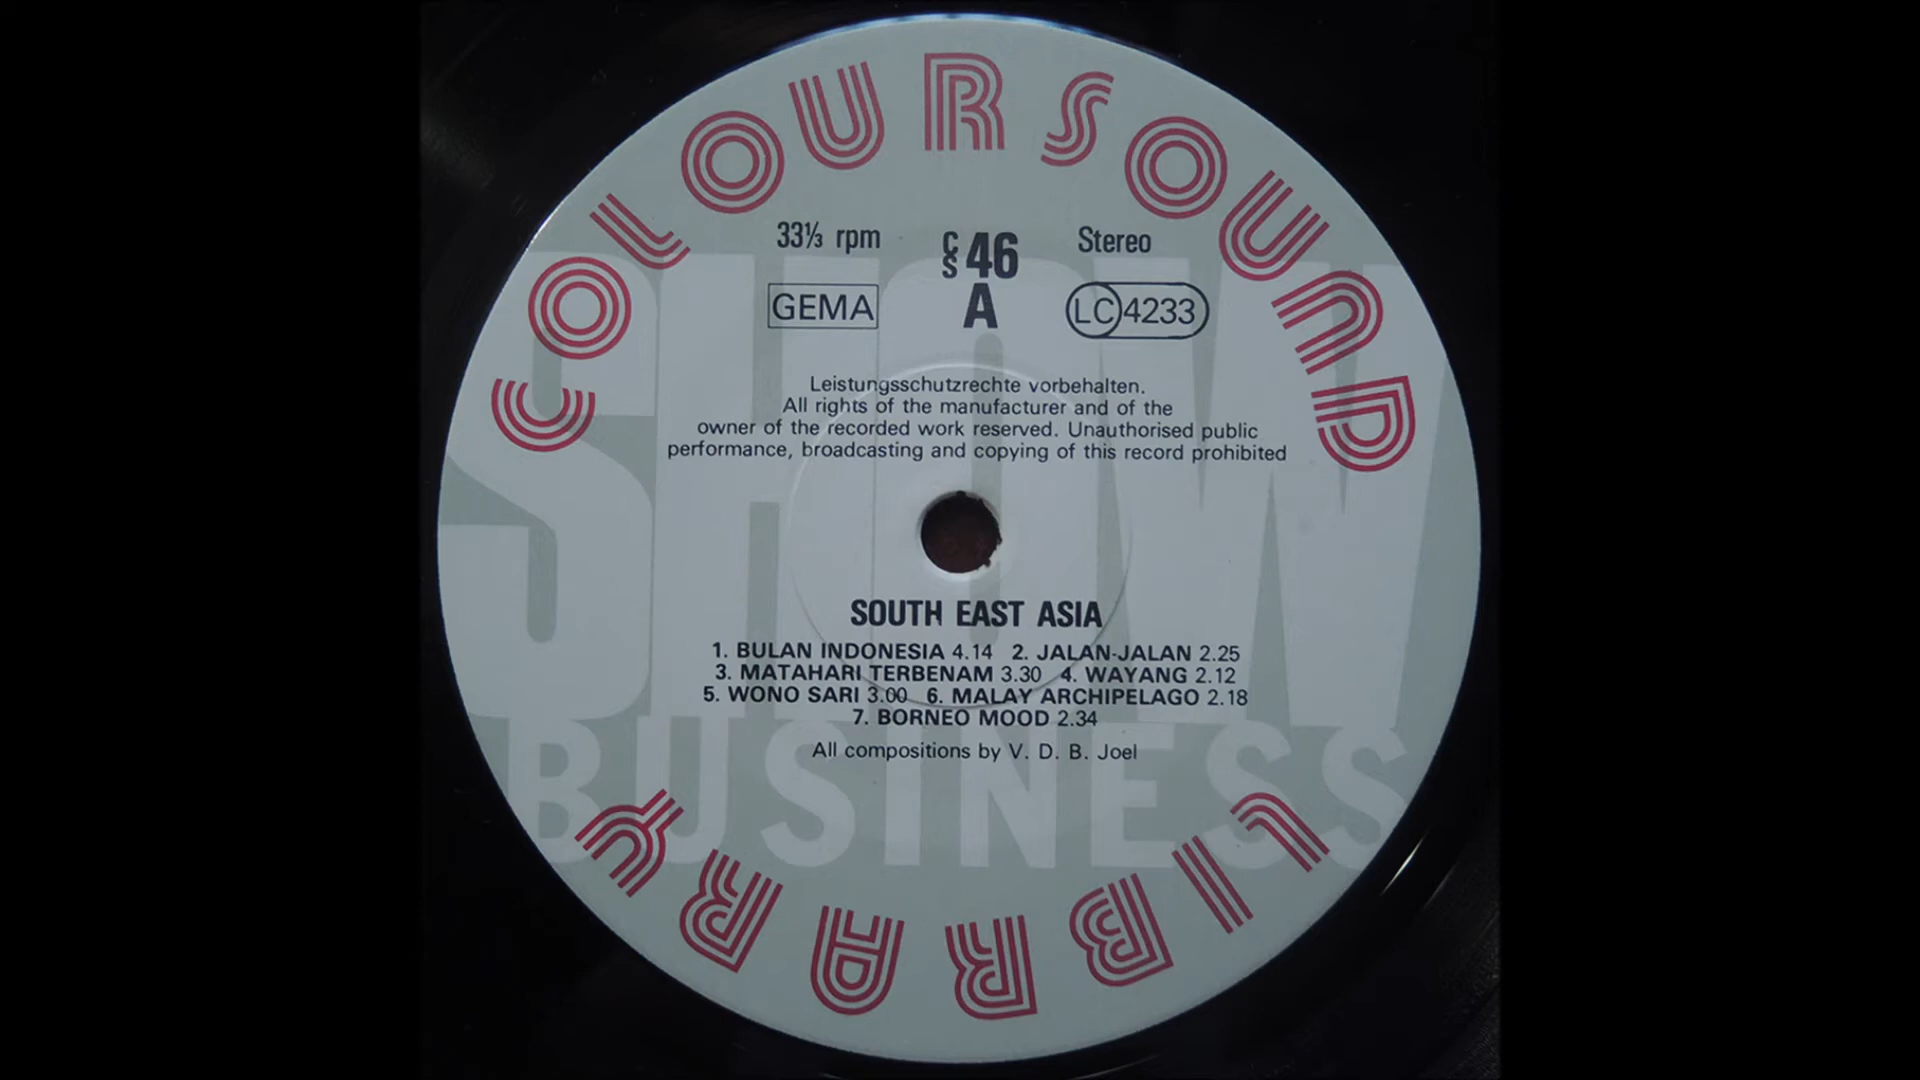 COLOURSOUND
33⅓ rpm
CS 46
Stereo
GEMA
A
LC 4233
Leistungsschutzrechte vorbehalten.
All rights of the manufacturer and of the
owner of the recorded work reserved. Unauthorised public
performance, broadcasting and copying of this record prohibited
SHOW
SOUTH EAST ASIA
1. BULAN INDONESIA 4.14 2. JALAN-JALAN 2.25
3. MATAHARI TERBENAM 3.30 4. WAYANG 2.12
5. WONO SARI 3.00 6. MALAY ARCHIPELAGO 2.18
7. BORNEO MOOD 2.34
All compositions by V. D. B. Joel
BUSINESS
LIBRARY